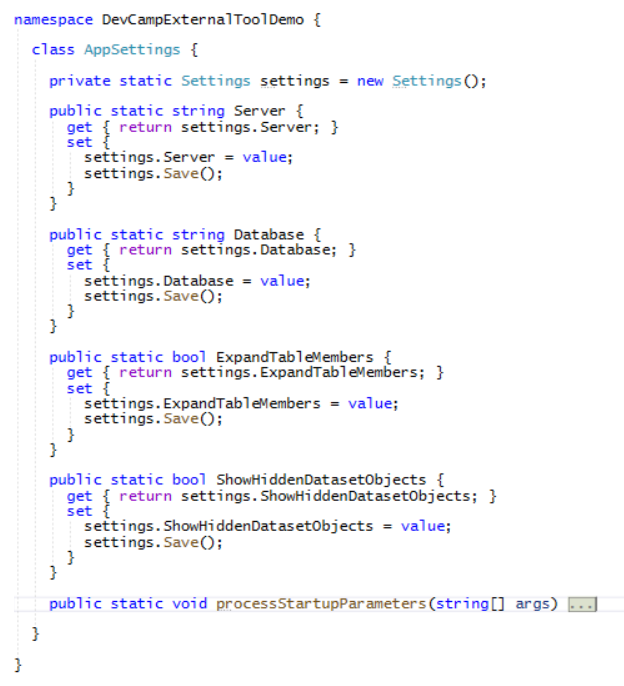 namespace DevCampExternalToolDemo {
class AppSettings {
private static Settings settings = new Settings();
public static string Server {
get { return settings.Server; }
set {
settings.Server = value;
settings.Save();
}
}
public static string Database {
get { return settings.Database; }
set {
settings.Database = value;
settings.Save();
}
}
public static bool ExpandTableMembers {
get { return settings.ExpandTableMembers; }
set {
settings.ExpandTableMembers = value;
settings.Save();
}
}
public static bool ShowHiddenDatasetObjects {
get { return settings.ShowHiddenDatasetObjects; }
set {
settings.ShowHiddenDatasetObjects = value;
settings.Save();
}
}
public static void processStartupParameters(string[] args) ...
}
}